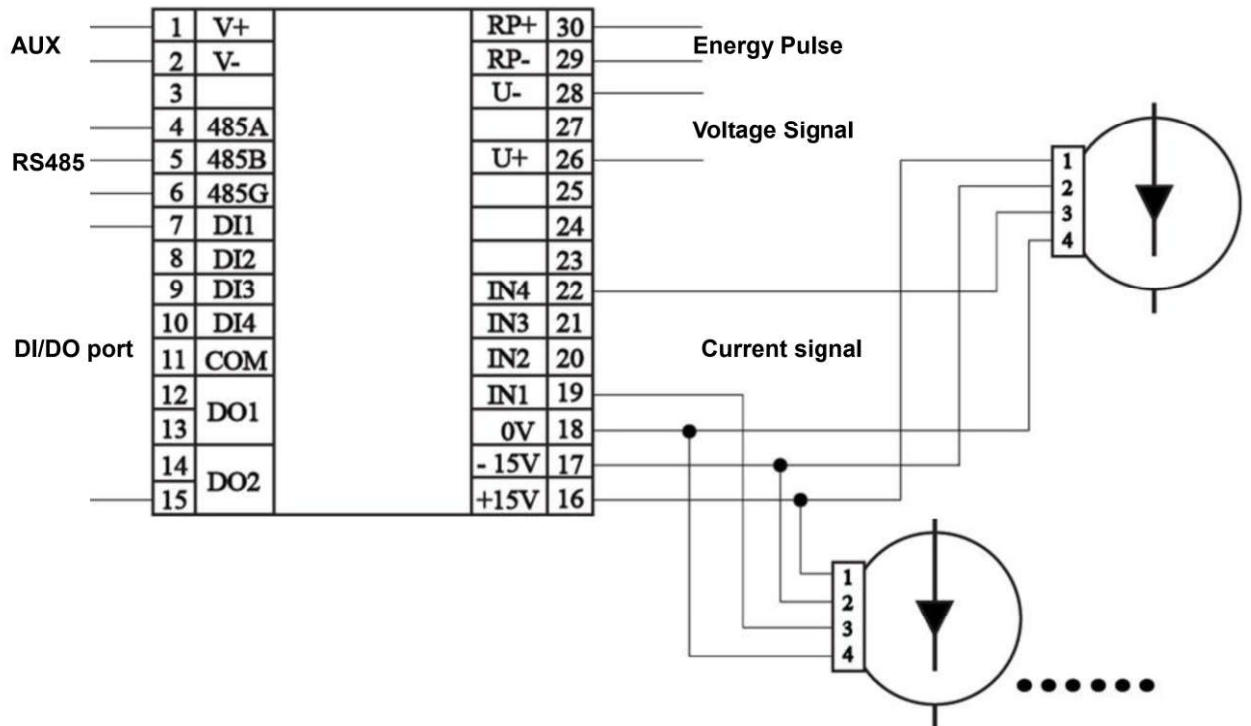 AUX
RS485
DI/DO port
1 V+
2 V-
3
4 485A
5 485B
6 485G
7 DI1
8 DI2
9 DI3
10 DI4
11 COM
12
DO1
13
14
DO2
15
RP+ 30
RP- 29
U- 28
27
U+ 26
25
24
23
IN4 22
IN3 21
IN2 20
IN1 19
0V 18
- 15V 17
+15V 16
Energy Pulse
Voltage Signal
Current signal
1
2
3
4
1
2
3
4